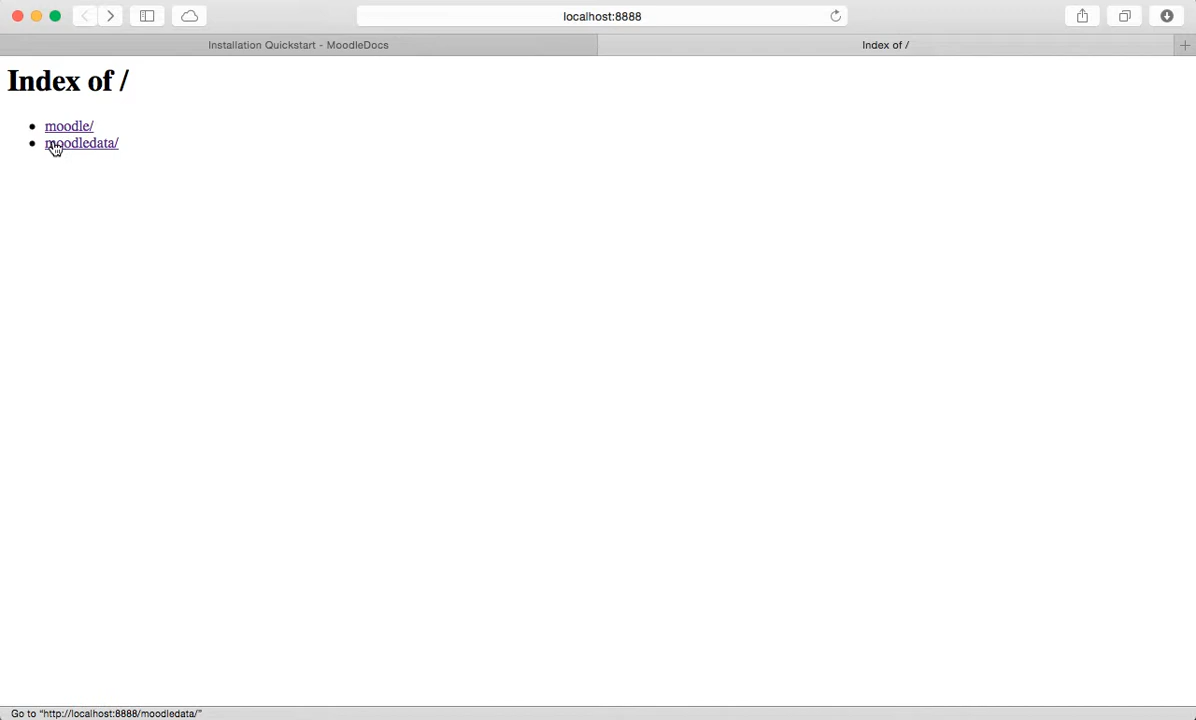 localhost:8888
Installation Quickstart - MoodleDocs
Index of /
Index of /
moodle/
moodledata/
Go to “http://localhost:8888/moodledata/”